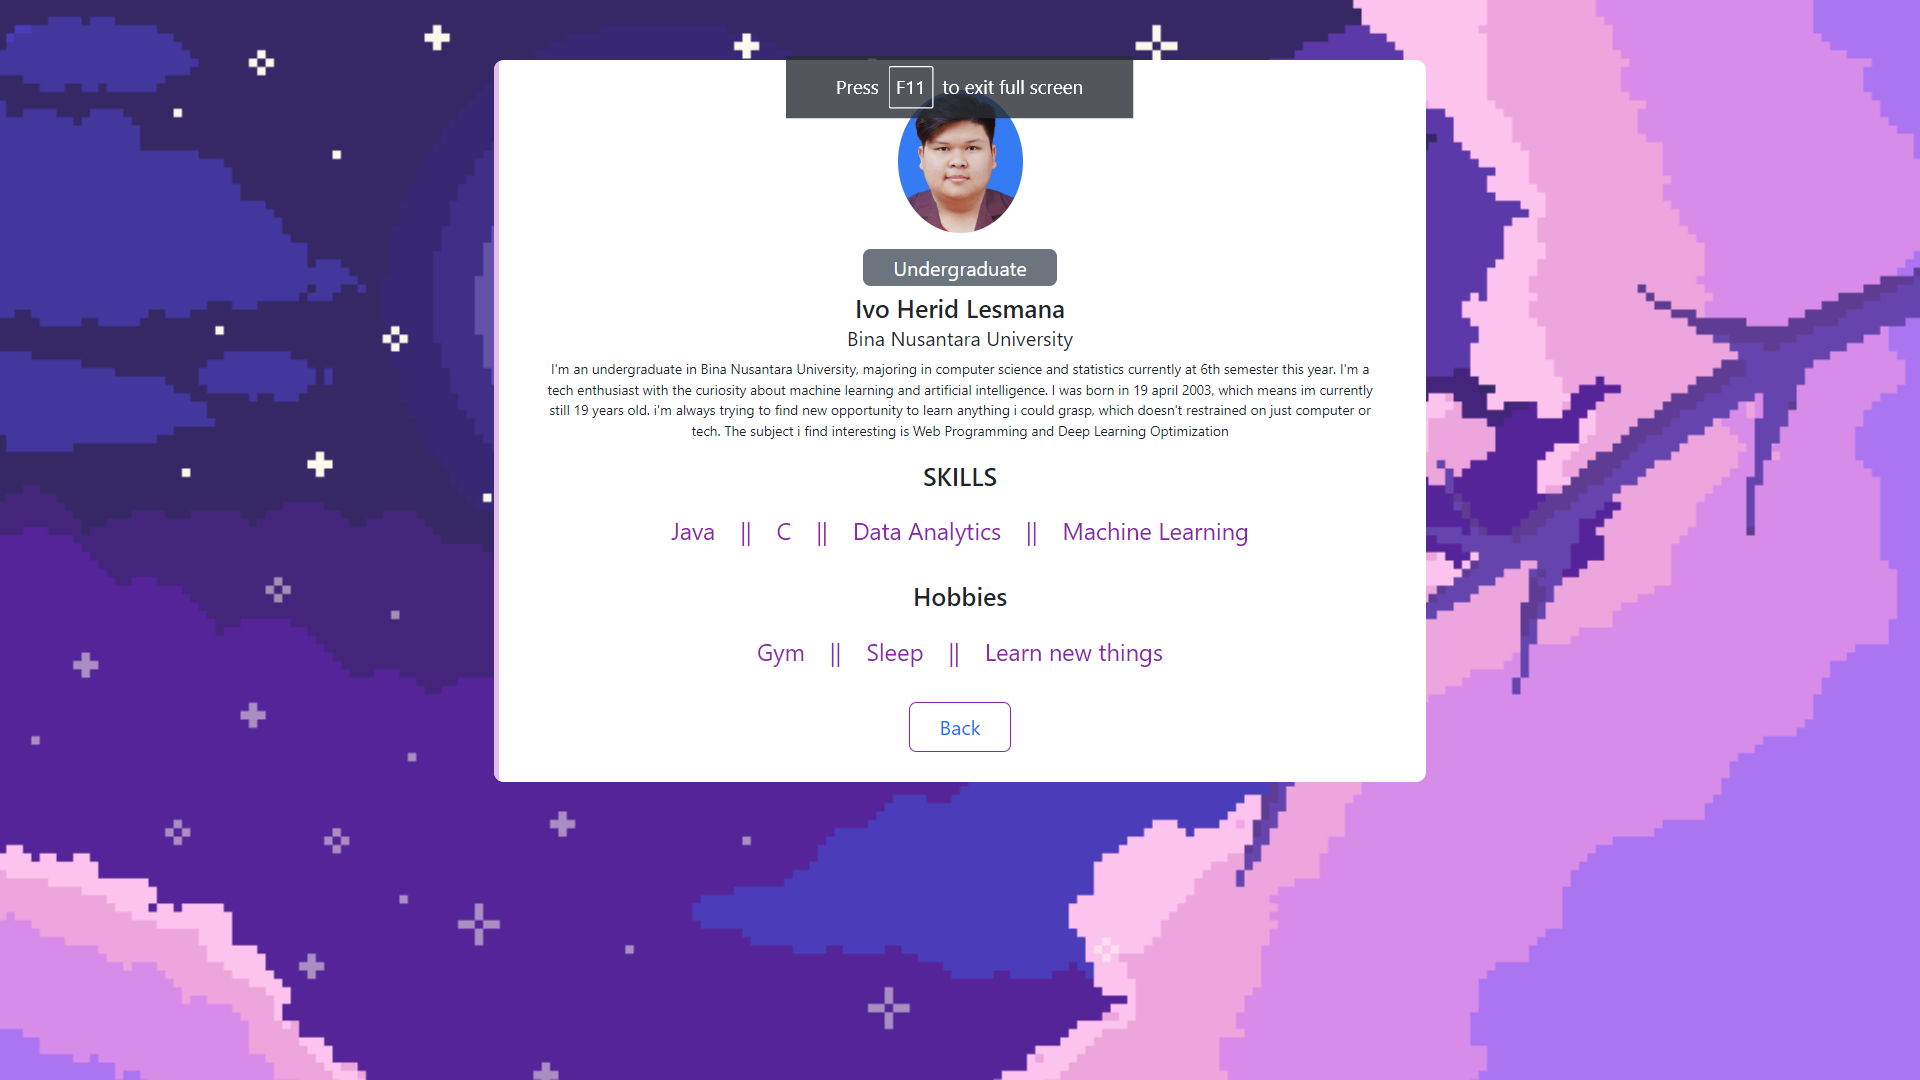 Press F11 to exit full screen
Undergraduate
Ivo Herid Lesmana
Bina Nusantara University
I'm an undergraduate in Bina Nusantara University, majoring in computer science and statistics currently at 6th semester this year. I'm a
tech enthusiast with the curiosity about machine learning and artificial intelligence. I was born in 19 april 2003, which means im currently
still 19 years old. i'm always trying to find new opportunity to learn anything i could grasp, which doesn't restrained on just computer or
tech. The subject i find interesting is Web Programming and Deep Learning Optimization
SKILLS
Java || C || Data Analytics || Machine Learning
Hobbies
Gym || Sleep || Learn new things
Back